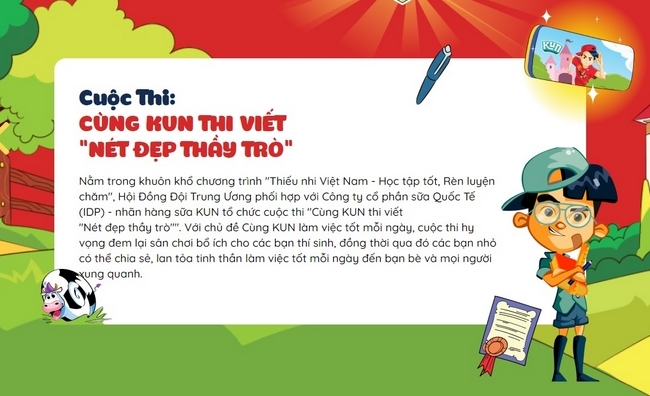 KUN
Cuộc Thi:
CÙNG KUN THI VIẾT
"NÉT ĐẸP THẦY TRÒ"
Nằm trong khuôn khổ chương trình "Thiếu nhi Việt Nam - Học tập tốt, Rèn luyện
chăm", Hội Đồng Đội Trung Ương phối hợp với Công ty cổ phần sữa Quốc Tế
(IDP) - nhãn hàng sữa KUN tổ chức cuộc thi "Cùng KUN thi viết
"Nét đẹp thầy trò"". Với chủ đề Cùng KUN làm việc tốt mỗi ngày, cuộc thi hy
vọng đem lại sân chơi bổ ích cho các bạn thí sinh, đồng thời qua đó các bạn nhỏ
có thể chia sẻ, lan tỏa tinh thần làm việc tốt mỗi ngày đến bạn bè và mọi người
xung quanh.